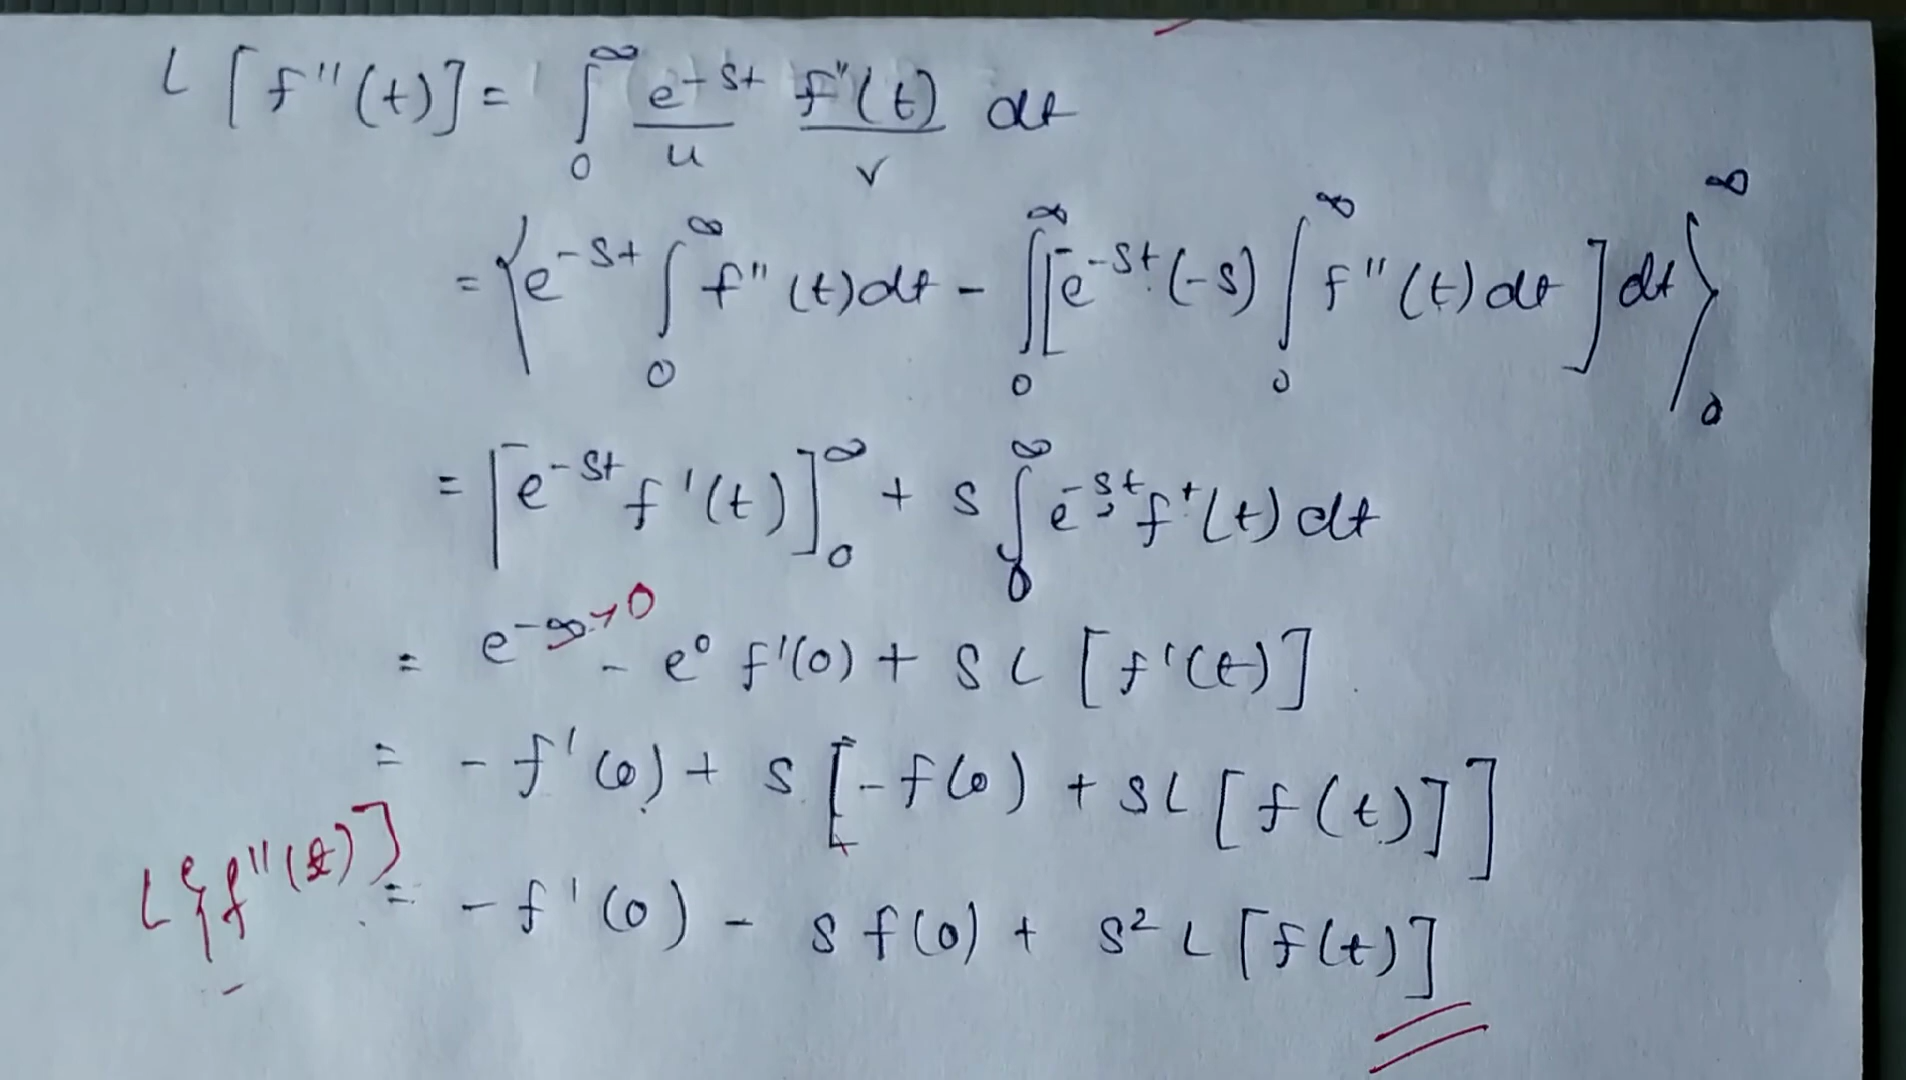 L [f''(t)] = ∫₀^∞ e^{-st} f''(t) dt
u v
= {e^{-st} ∫₀^∞ f''(t)dt - ∫₀^∞ [e^{-st}(-s) ∫₀^∞ f''(t) dt] dt}₀^∞
= [e^{-st} f'(t)]₀^∞ + s ∫₀^∞ e^{-st} f'(t) dt
= e^{-∞} → 0 - e⁰ f'(0) + S L [f'(t)]
= - f'(0) + s [-f(0) + SL [f(t)]]
L{f''(t)] = - f'(0) - s f(0) + s² L [f(t)]